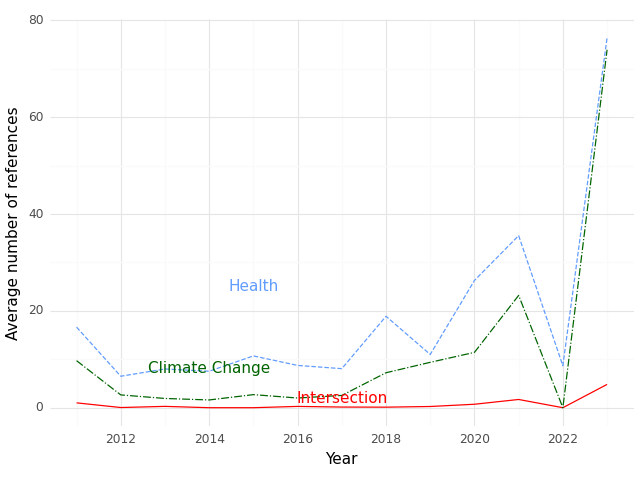 80
60
40
20
0
Average number of references
Health
Climate Change
Intersection
2012 2014 2016 2018 2020 2022
Year